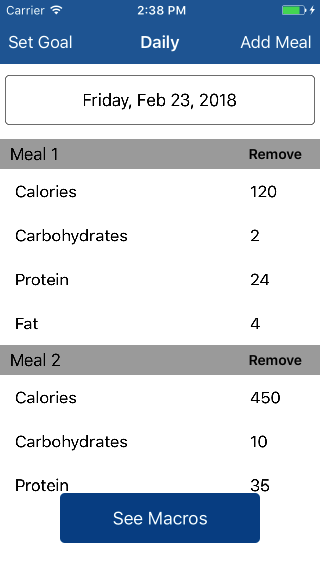 Carrier 2:38 PM
Set Goal Daily Add Meal
Friday, Feb 23, 2018
Meal 1 Remove
Calories 120
Carbohydrates 2
Protein 24
Fat 4
Meal 2 Remove
Calories 450
Carbohydrates 10
Protein 35
See Macros